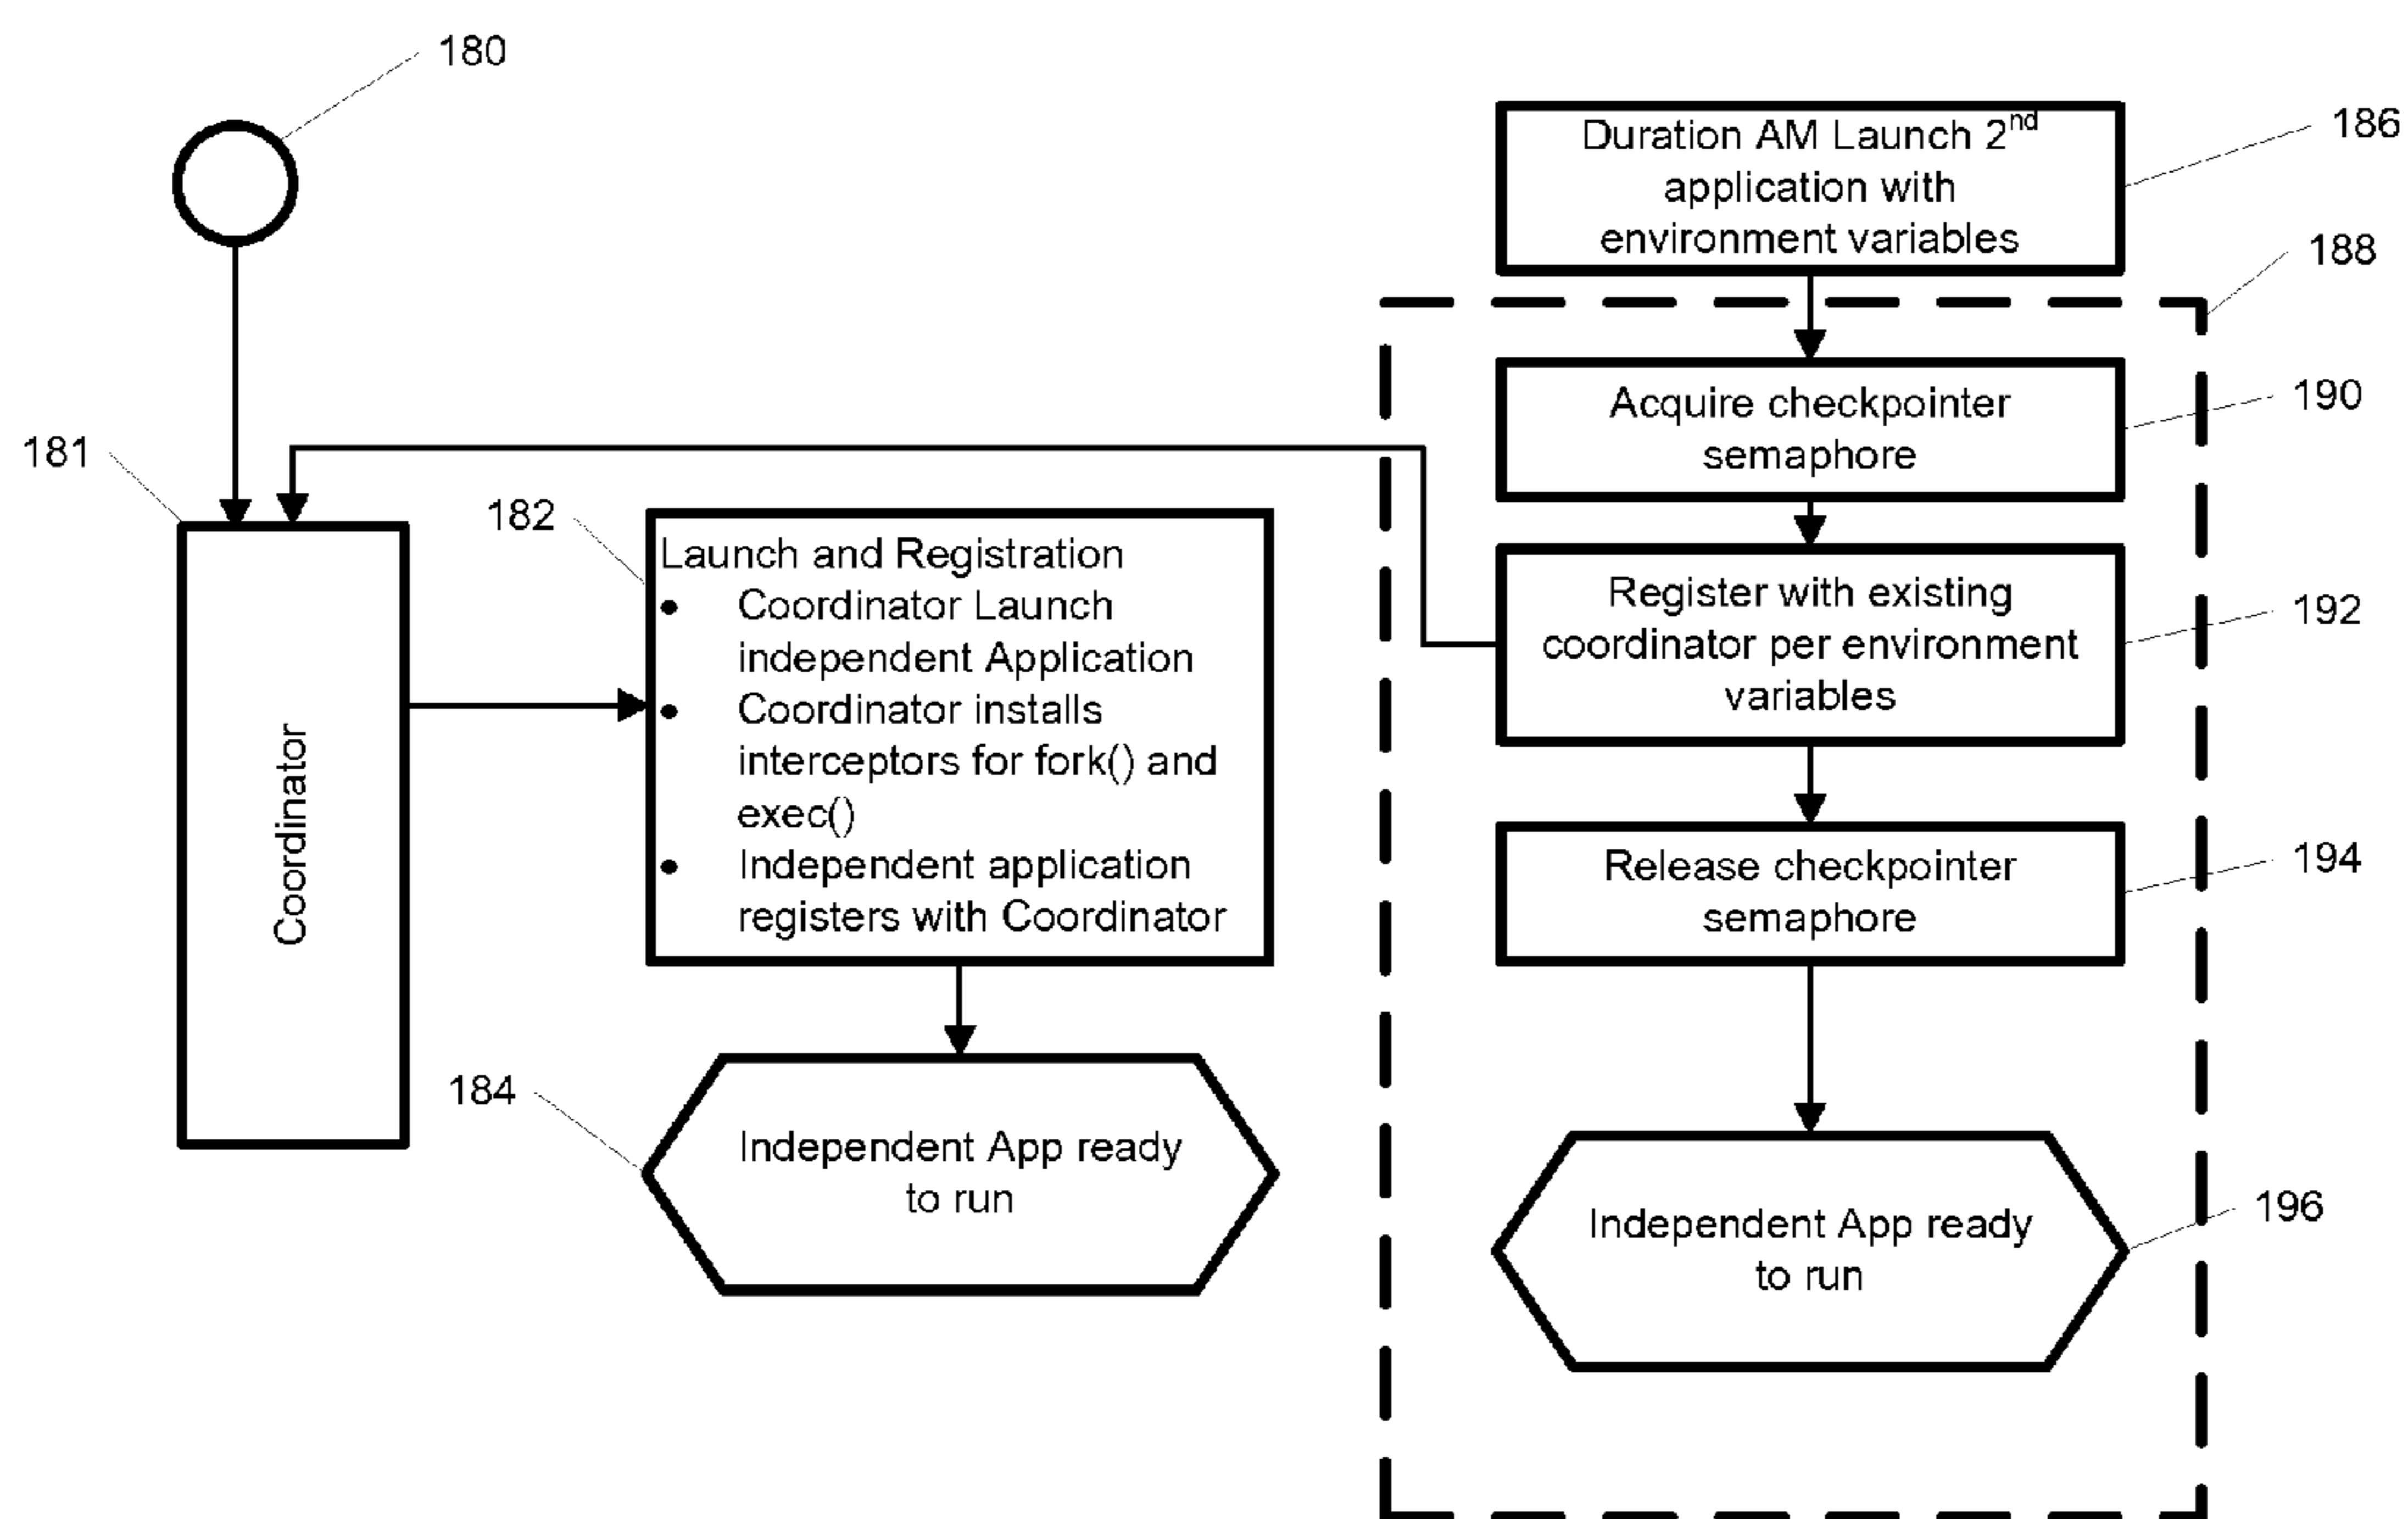 180
181
Coordinator
182
Launch and Registration
• Coordinator Launch
independent Application
• Coordinator installs
interceptors for fork() and
exec()
• Independent application
registers with Coordinator
184
Independent App ready
to run
Duration AM Launch 2nd
application with
environment variables
186
188
Acquire checkpointer
semaphore
190
Register with existing
coordinator per environment
variables
192
Release checkpointer
semaphore
194
Independent App ready
to run
196